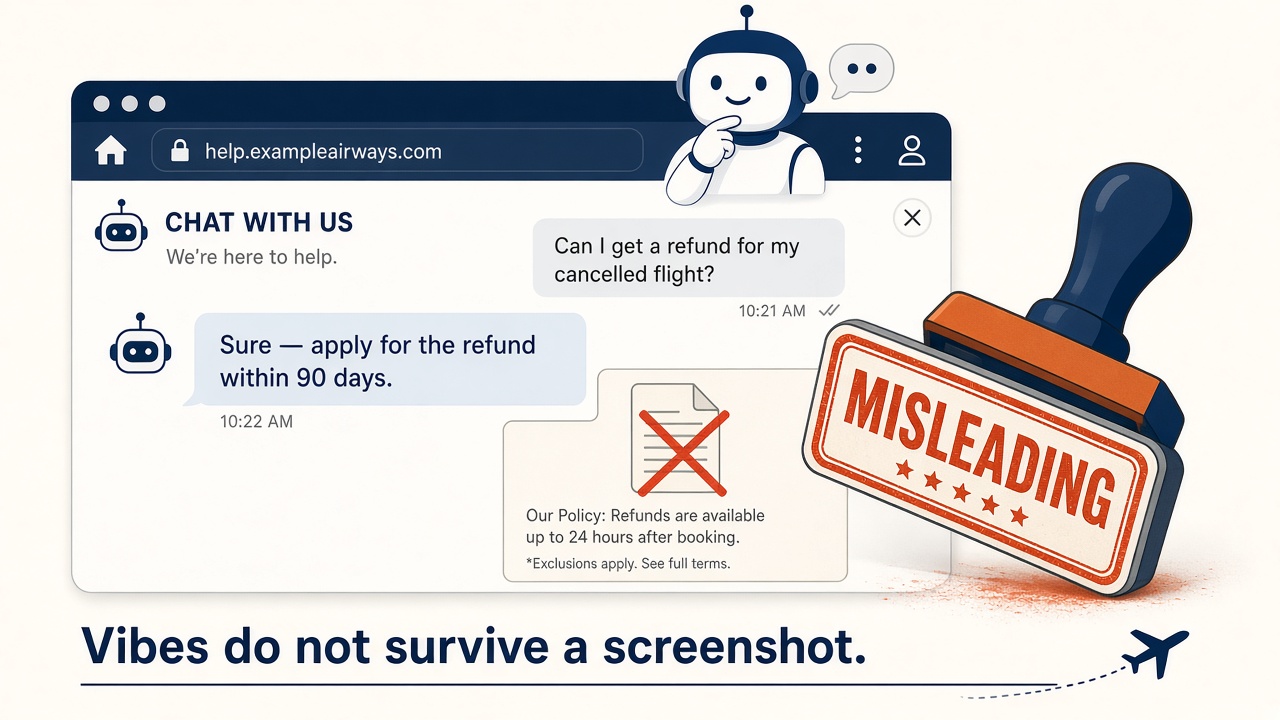 help.exampleairways.com
CHAT WITH US
We're here to help.
Can I get a refund for my
cancelled flight?
10:21 AM
Sure — apply for the refund
within 90 days.
10:22 AM
Our Policy: Refunds are available
up to 24 hours after booking.
*Exclusions apply. See full terms.
MISLEADING
Vibes do not survive a screenshot.